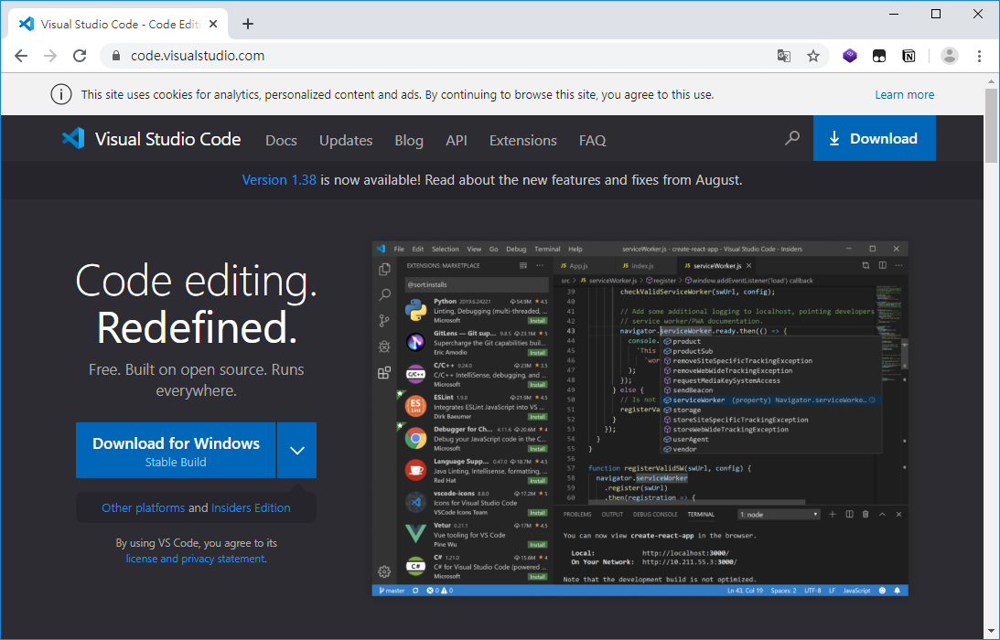 Visual Studio Code - Code Edit
code.visualstudio.com
This site uses cookies for analytics, personalized content and ads. By continuing to browse this site, you agree to this use.
Learn more
Visual Studio Code
Docs
Updates
Blog
API
Extensions
FAQ
Download
Version 1.38 is now available! Read about the new features and fixes from August.
Code editing.
Redefined.
Free. Built on open source. Runs
everywhere.
Download for Windows
Stable Build
Other platforms and Insiders Edition
By using VS Code, you agree to its
license and privacy statement.
File Edit Selection View Go Debug Terminal Help
serviceWorker.js - create-react-app - Visual Studio Code - Insiders
EXTENSIONS: MARKETPLACE
@sort:installs
Python 2019.6.24221 54.9M 4.5
Linting, Debugging (multi-threaded, ...
Microsoft Install
GitLens — Git sup... 9.8.5 23.1M 5
Supercharge the Git capabilities buil...
Eric Amodio Install
C/C++ 0.24.0 23M 3.5
C/C++ IntelliSense, debugging, and ...
Microsoft Install
ESLint 1.9.0 21.9M 4.5
Integrates ESLint JavaScript into VS ...
Dirk Baeumer Install
Debugger for Ch... 4.11.6 20.6M 4
Debug your JavaScript code in the C...
Microsoft Install
Language Supp... 0.47.0 18.7M 4.5
Java Linting, Intellisense, formatting, ...
Red Hat Install
vscode-icons 8.8.0 17.2M 5
Icons for Visual Studio Code
VSCode Icons Team Install
Vetur 0.21.1 17M 4.5
Vue tooling for VS Code
Pine Wu Install
C# 1.21.0 15.6M 4
C# for Visual Studio Code (powered ...
Microsoft Install
JS App.js
JS index.js
JS serviceWorker.js
src > JS serviceWorker.js > register > window.addEventListener('load') callback
39 checkValidServiceWorker(swUrl, config);
40
41 // Add some additional logging to localhost, pointing developers
42 // service worker/PWA documentation.
43 navigator.serviceWorker.ready.then(() => {
44 console.
45 'This
46 'wor
47 );
48 });
49 } else {
50 // Is not
51 registerVa
52 }
53 });
54 }
55 }
56
57 function registerValidSW(swUrl, config) {
58 navigator.serviceWorker
59 .register(swUrl)
60 .then(registration => {
product
productSub
removeSiteSpecificTrackingException
removeWebWideTrackingException
requestMediaKeySystemAccess
sendBeacon
serviceWorker (property) Navigator.serviceWorke...
storage
storeSiteSpecificTrackingException
storeWebWideTrackingException
userAgent
vendor
PROBLEMS OUTPUT DEBUG CONSOLE TERMINAL
1: node
You can now view create-react-app in the browser.
Local: http://localhost:3000/
On Your Network: http://10.211.55.3:3000/
Note that the development build is not optimized.
master 0 0
Ln 43, Col 19 Spaces: 2 UTF-8 LF JavaScript